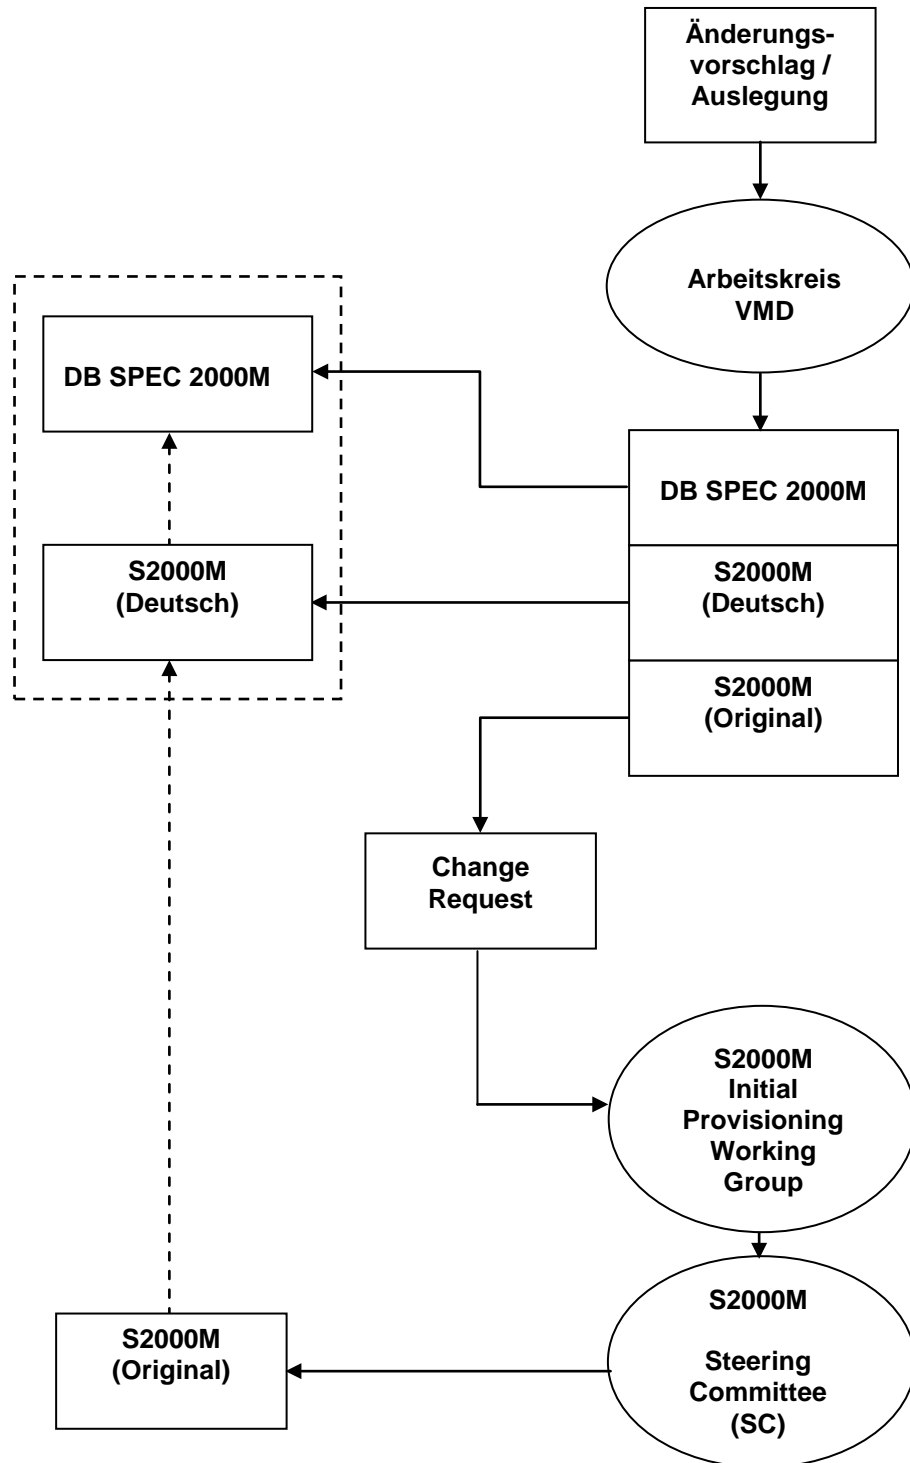 Änderungs-
vorschlag /
Auslegung
Arbeitskreis
VMD
DB SPEC 2000M
DB SPEC 2000M
S2000M
(Deutsch)
S2000M
(Deutsch)
S2000M
(Original)
Change
Request
S2000M
Initial
Provisioning
Working
Group
S2000M
Steering
Committee
(SC)
S2000M
(Original)